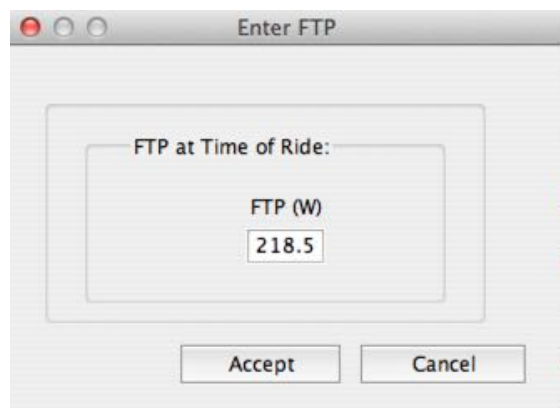 Enter FTP
FTP at Time of Ride:
FTP (W)
218.5
Accept Cancel